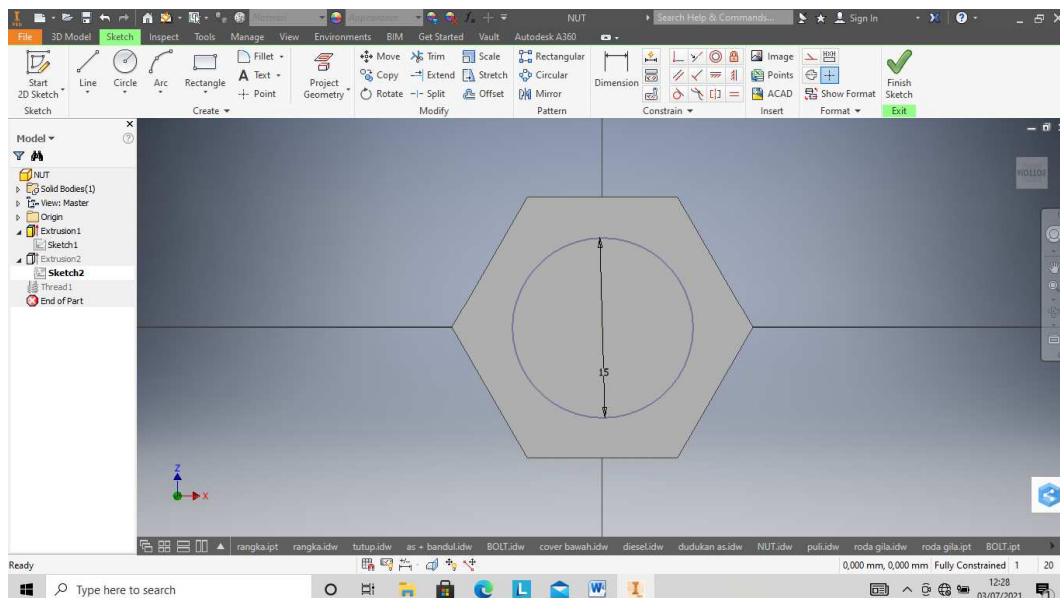 NUT
Search Help & Commands...
Sign In
File 3D Model Sketch Inspect Tools Manage View Environments BIM Get Started Vault Autodesk A360
Start 2D Sketch
Line
Circle
Arc
Rectangle
Fillet
Text
Point
Project Geometry
Move
Copy
Rotate
Trim
Extend
Split
Scale
Stretch
Offset
Rectangular
Circular
Mirror
Dimension
Image
Points
ACAD
Show Format
Finish Sketch
Sketch Create Modify Pattern Constrain Insert Format Exit
Model
NUT
Solid Bodies(1)
View: Master
Origin
Extrusion1
Sketch1
Extrusion2
Sketch2
Thread1
End of Part
15
Z
X
rangka.ipt rangka.idw tutup.idw as + bandul.idw BOLT.idw cover bawah.idw diesel.idw dudukan as.idw NUT.idw puli.idw roda gila.idw roda gila.ipt BOLT.ipt
Ready
0,000 mm, 0,000 mm Fully Constrained 1 20
Type here to search
12:28
03/07/2021